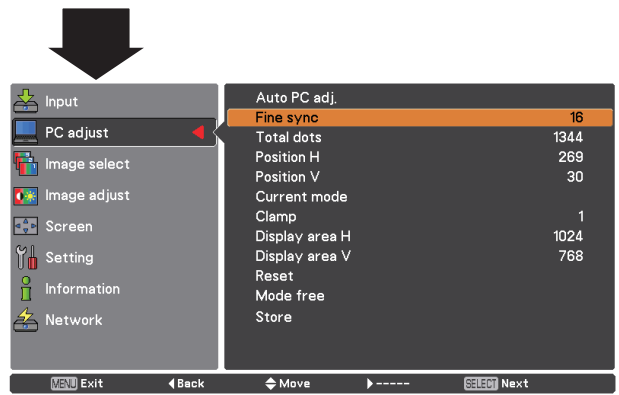 Input
PC adjust
Image select
Image adjust
Screen
Setting
Information
Network
Auto PC adj.
Fine sync 16
Total dots 1344
Position H 269
Position V 30
Current mode
Clamp 1
Display area H 1024
Display area V 768
Reset
Mode free
Store
MENU Exit Back Move ----- SELECT Next